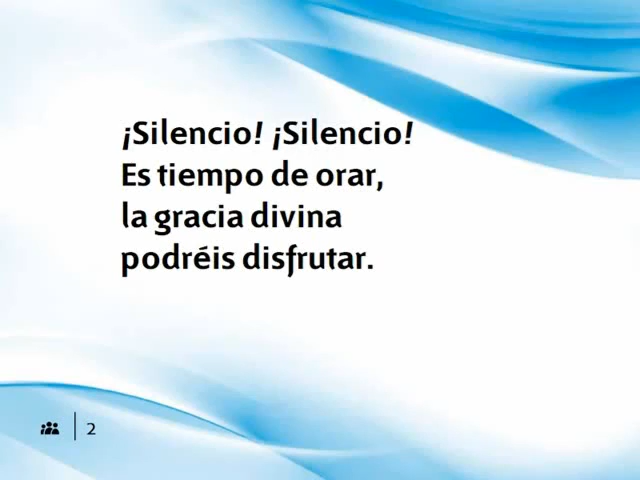 ¡Silencio! ¡Silencio!
Es tiempo de orar,
la gracia divina
podréis disfrutar.
2